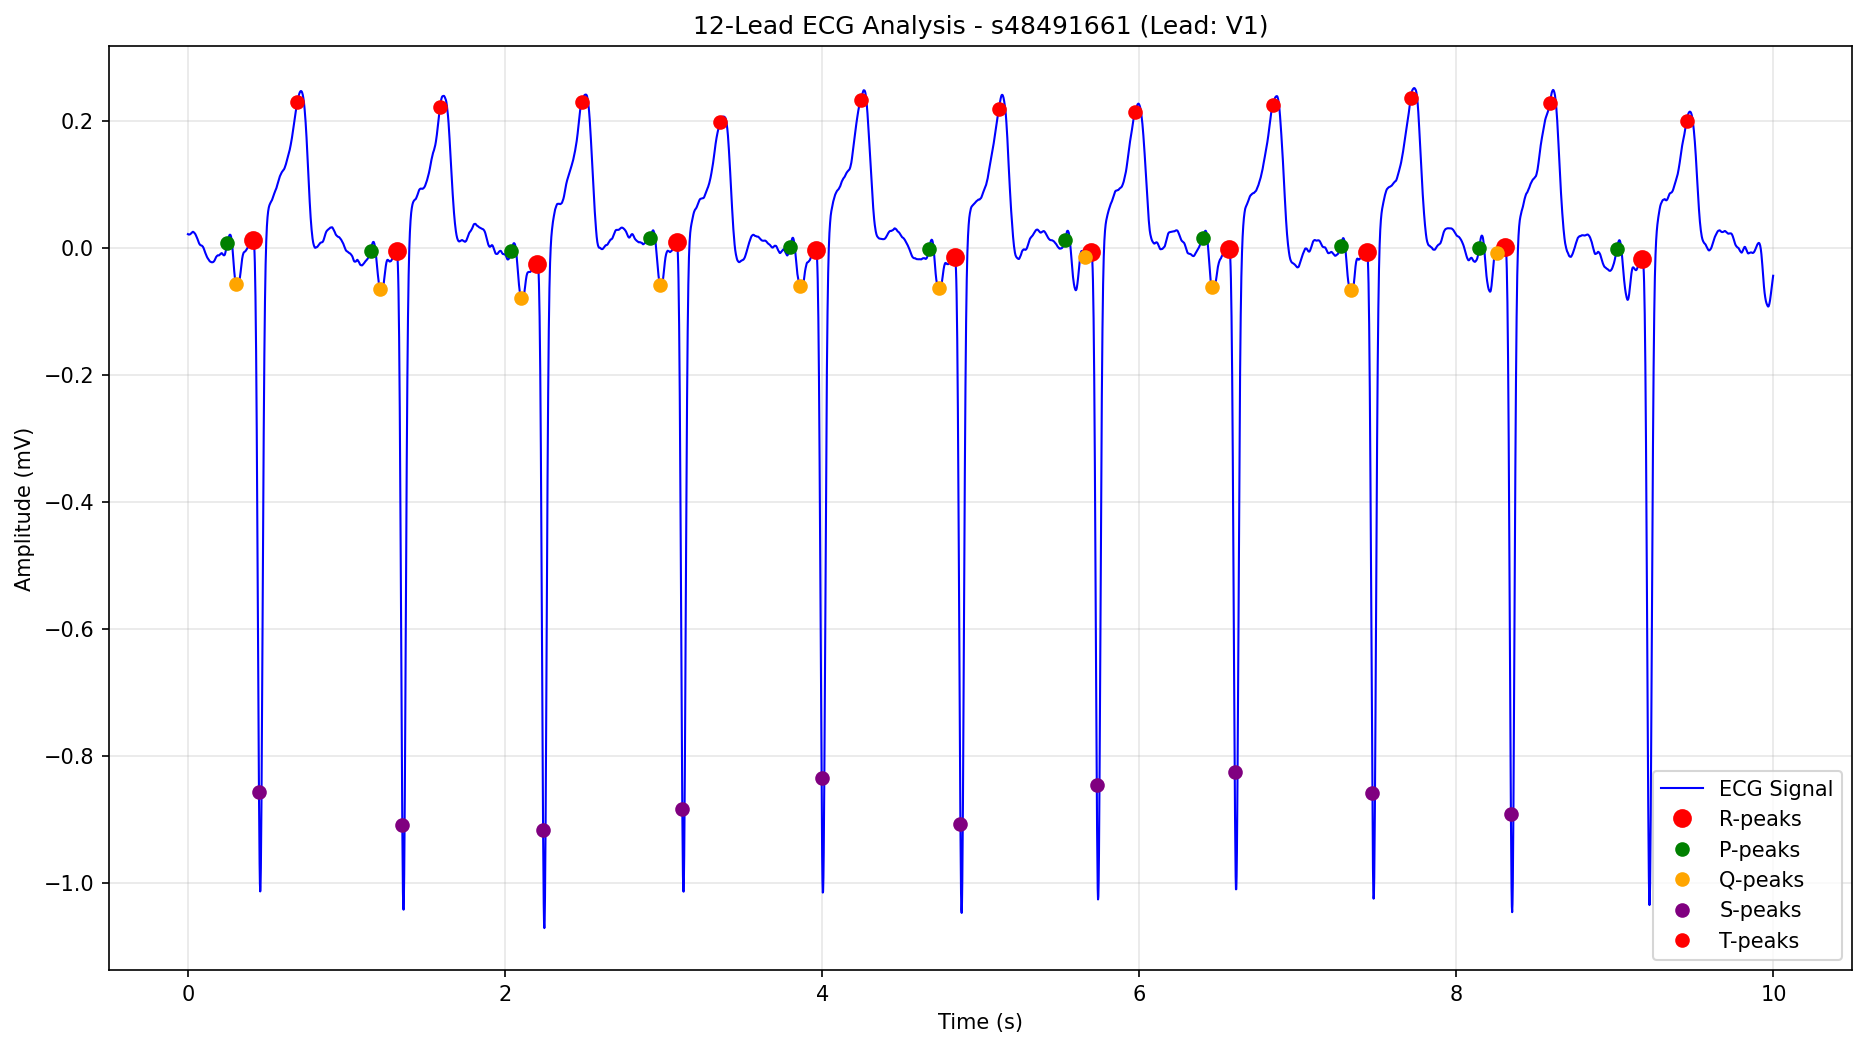 12-Lead ECG Analysis - s48491661 (Lead: V1)
0.2
0.0
−0.2
−0.4
−0.6
−0.8
−1.0
Amplitude (mV)
0 2 4 6 8 10
Time (s)
ECG Signal
R-peaks
P-peaks
Q-peaks
S-peaks
T-peaks